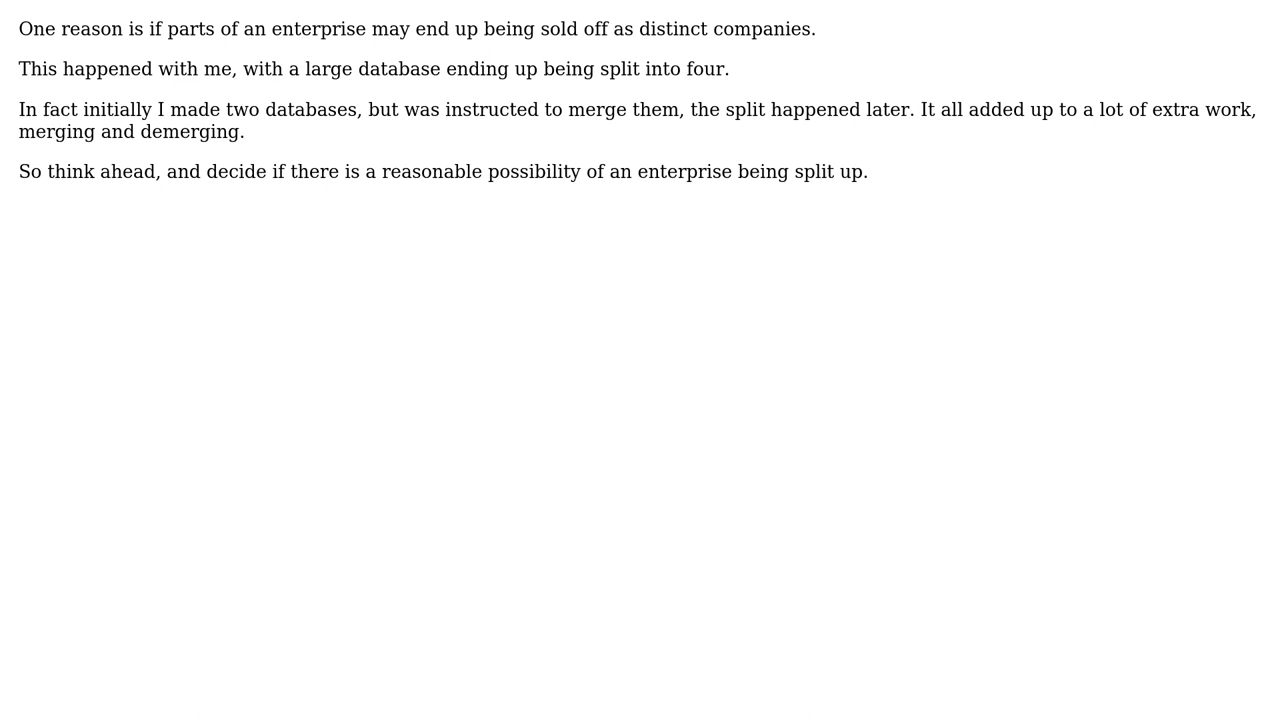 One reason is if parts of an enterprise may end up being sold off as distinct companies.
This happened with me, with a large database ending up being split into four.
In fact initially I made two databases, but was instructed to merge them, the split happened later. It all added up to a lot of extra work,
merging and demerging.
So think ahead, and decide if there is a reasonable possibility of an enterprise being split up.